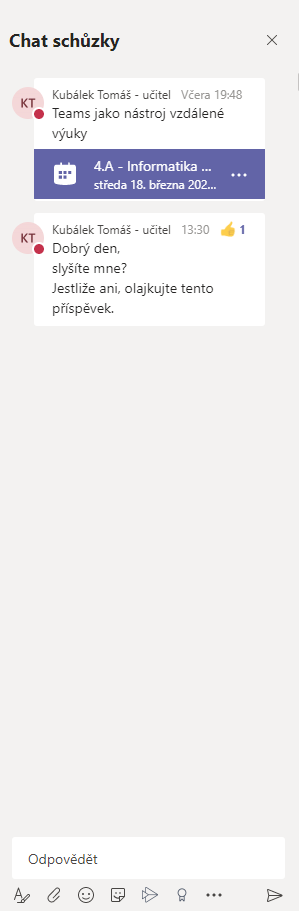 Chat schůzky
Kubálek Tomáš - učitel Včera 19:48
KT
Teams jako nástroj vzdálené
výuky
4.A - Informatika ...
středa 18. března 202...
Kubálek Tomáš - učitel 13:30 👍 1
KT
Dobrý den,
slyšíte mne?
Jestliže ani, olajkujte tento
příspěvek.
Odpovědět